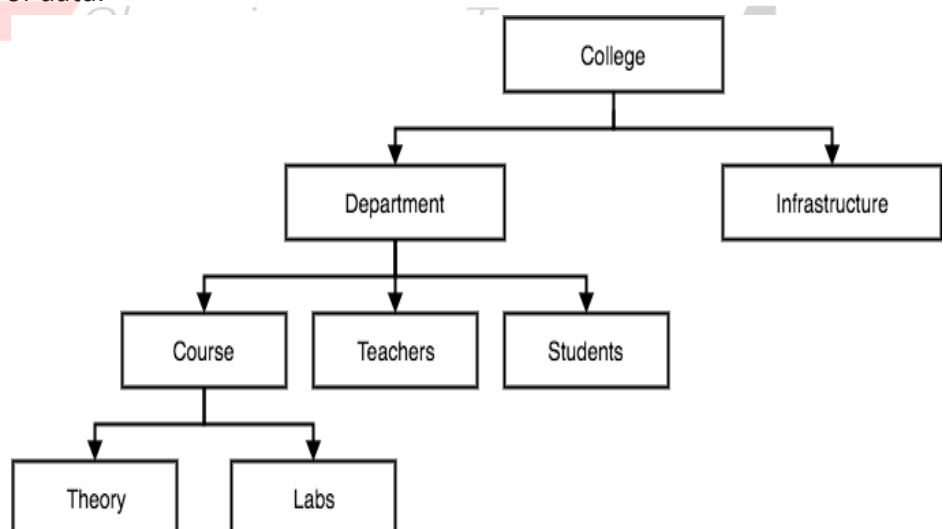 College
Department
Infrastructure
Course
Teachers
Students
Theory
Labs